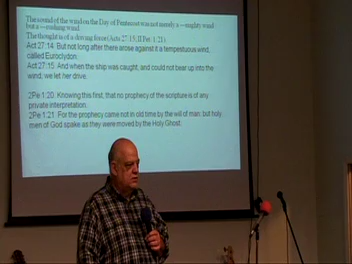 The sound of the wind on the Day of Pentecost was not merely a ---mighty wind
but a ---rushing wind.
The thought is of a driving force (Acts 27:15; II Pet. 1:21)
Act 27:14: But not long after there arose against it a tempestuous wind,
called Euroclydon.
Act 27:15: And when the ship was caught, and could not bear up into the
wind, we let her drive.
2Pe 1:20: Knowing this first, that no prophecy of the scripture is of any
private interpretation.
2Pe 1:21: For the prophecy came not in old time by the will of man: but holy
men of God spake as they were moved by the Holy Ghost.